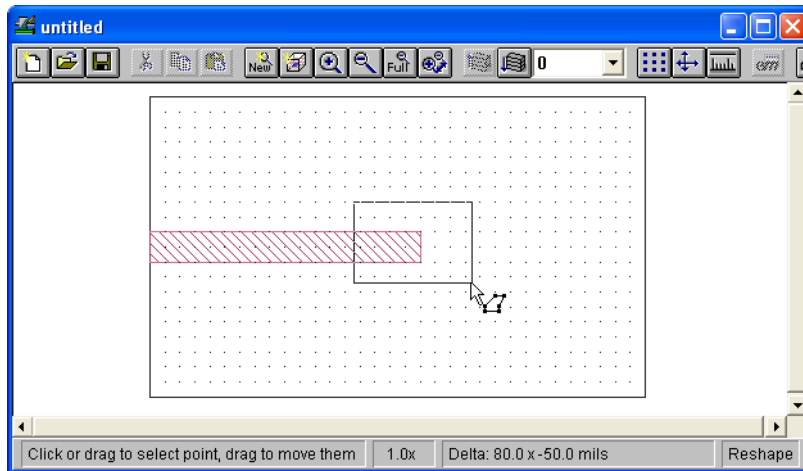 untitled
New Full 0 em
Click or drag to select point, drag to move them 1.0x Delta: 80.0 x -50.0 mils Reshape